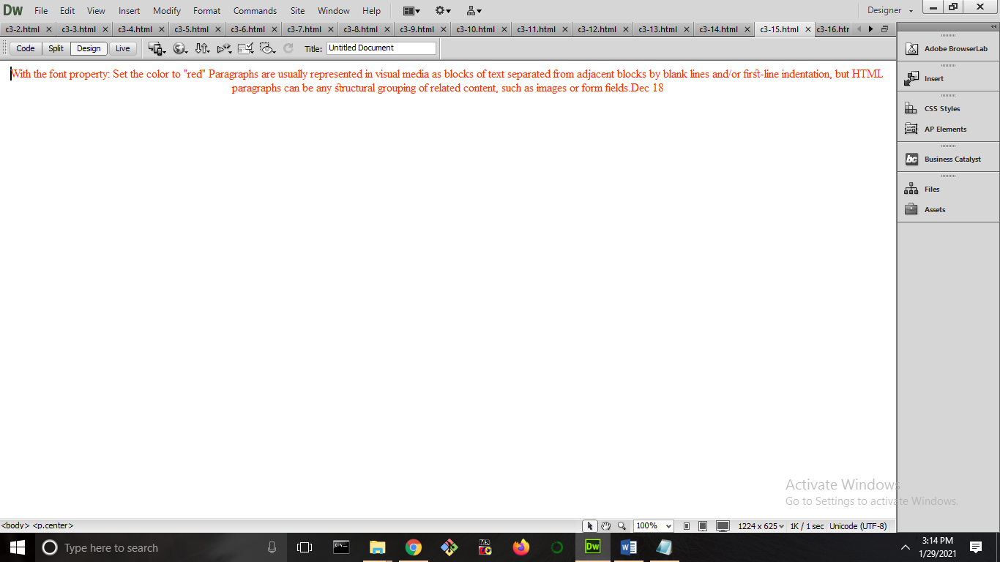 Dw File Edit View Insert Modify Format Commands Site Window Help Designer
c3-2.html c3-3.html c3-4.html c3-5.html c3-6.html c3-7.html c3-8.html c3-9.html c3-10.html c3-11.html c3-12.html c3-13.html c3-14.html c3-15.html c3-16.htr
Code Split Design Live Title: Untitled Document
Adobe BrowserLab
Insert
CSS Styles
AP Elements
bc Business Catalyst
Files
Assets
With the font property: Set the color to "red" Paragraphs are usually represented in visual media as blocks of text separated from adjacent blocks by blank lines and/or first-line indentation, but HTML
paragraphs can be any structural grouping of related content, such as images or form fields.Dec 18
Activate Windows
Go to Settings to activate Windows.
<body> <p.center> 100% 1224 x 625 1K / 1 sec Unicode (UTF-8)
Type here to search Dw
3:14 PM
1/29/2021